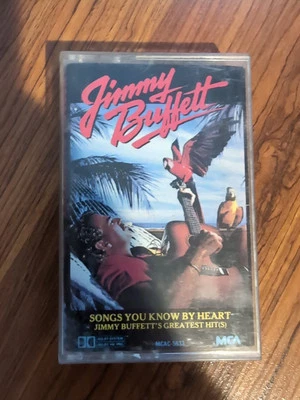 Jimmy
Buffett
SONGS YOU KNOW BY HEART
JIMMY BUFFETT'S GREATEST HIT(S)
MCA